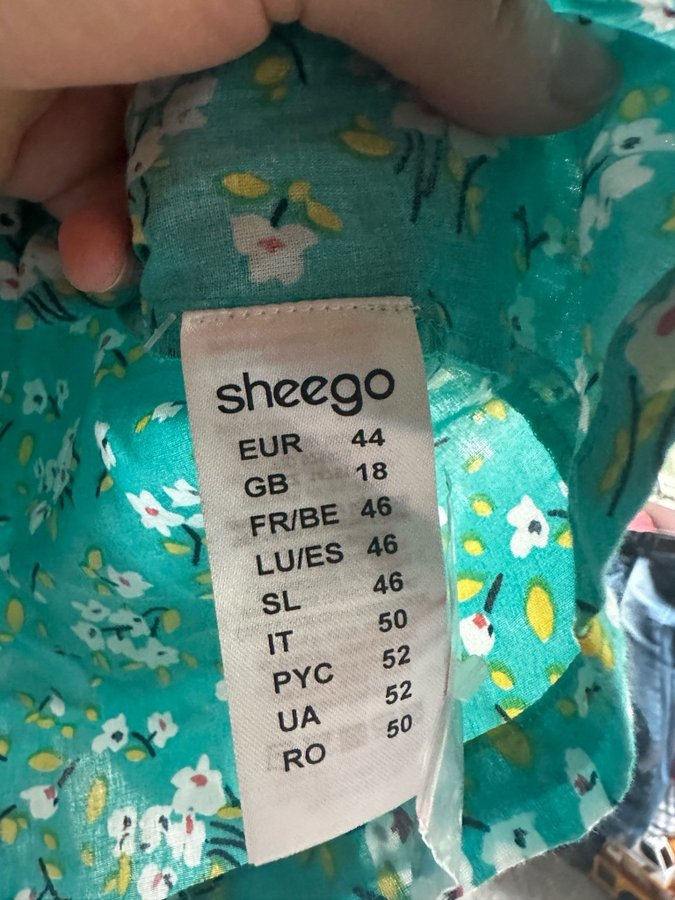 sheego
EUR 44
GB 18
FR/BE 46
LU/ES 46
SL 46
IT 50
РУС 52
UA 52
RO 50